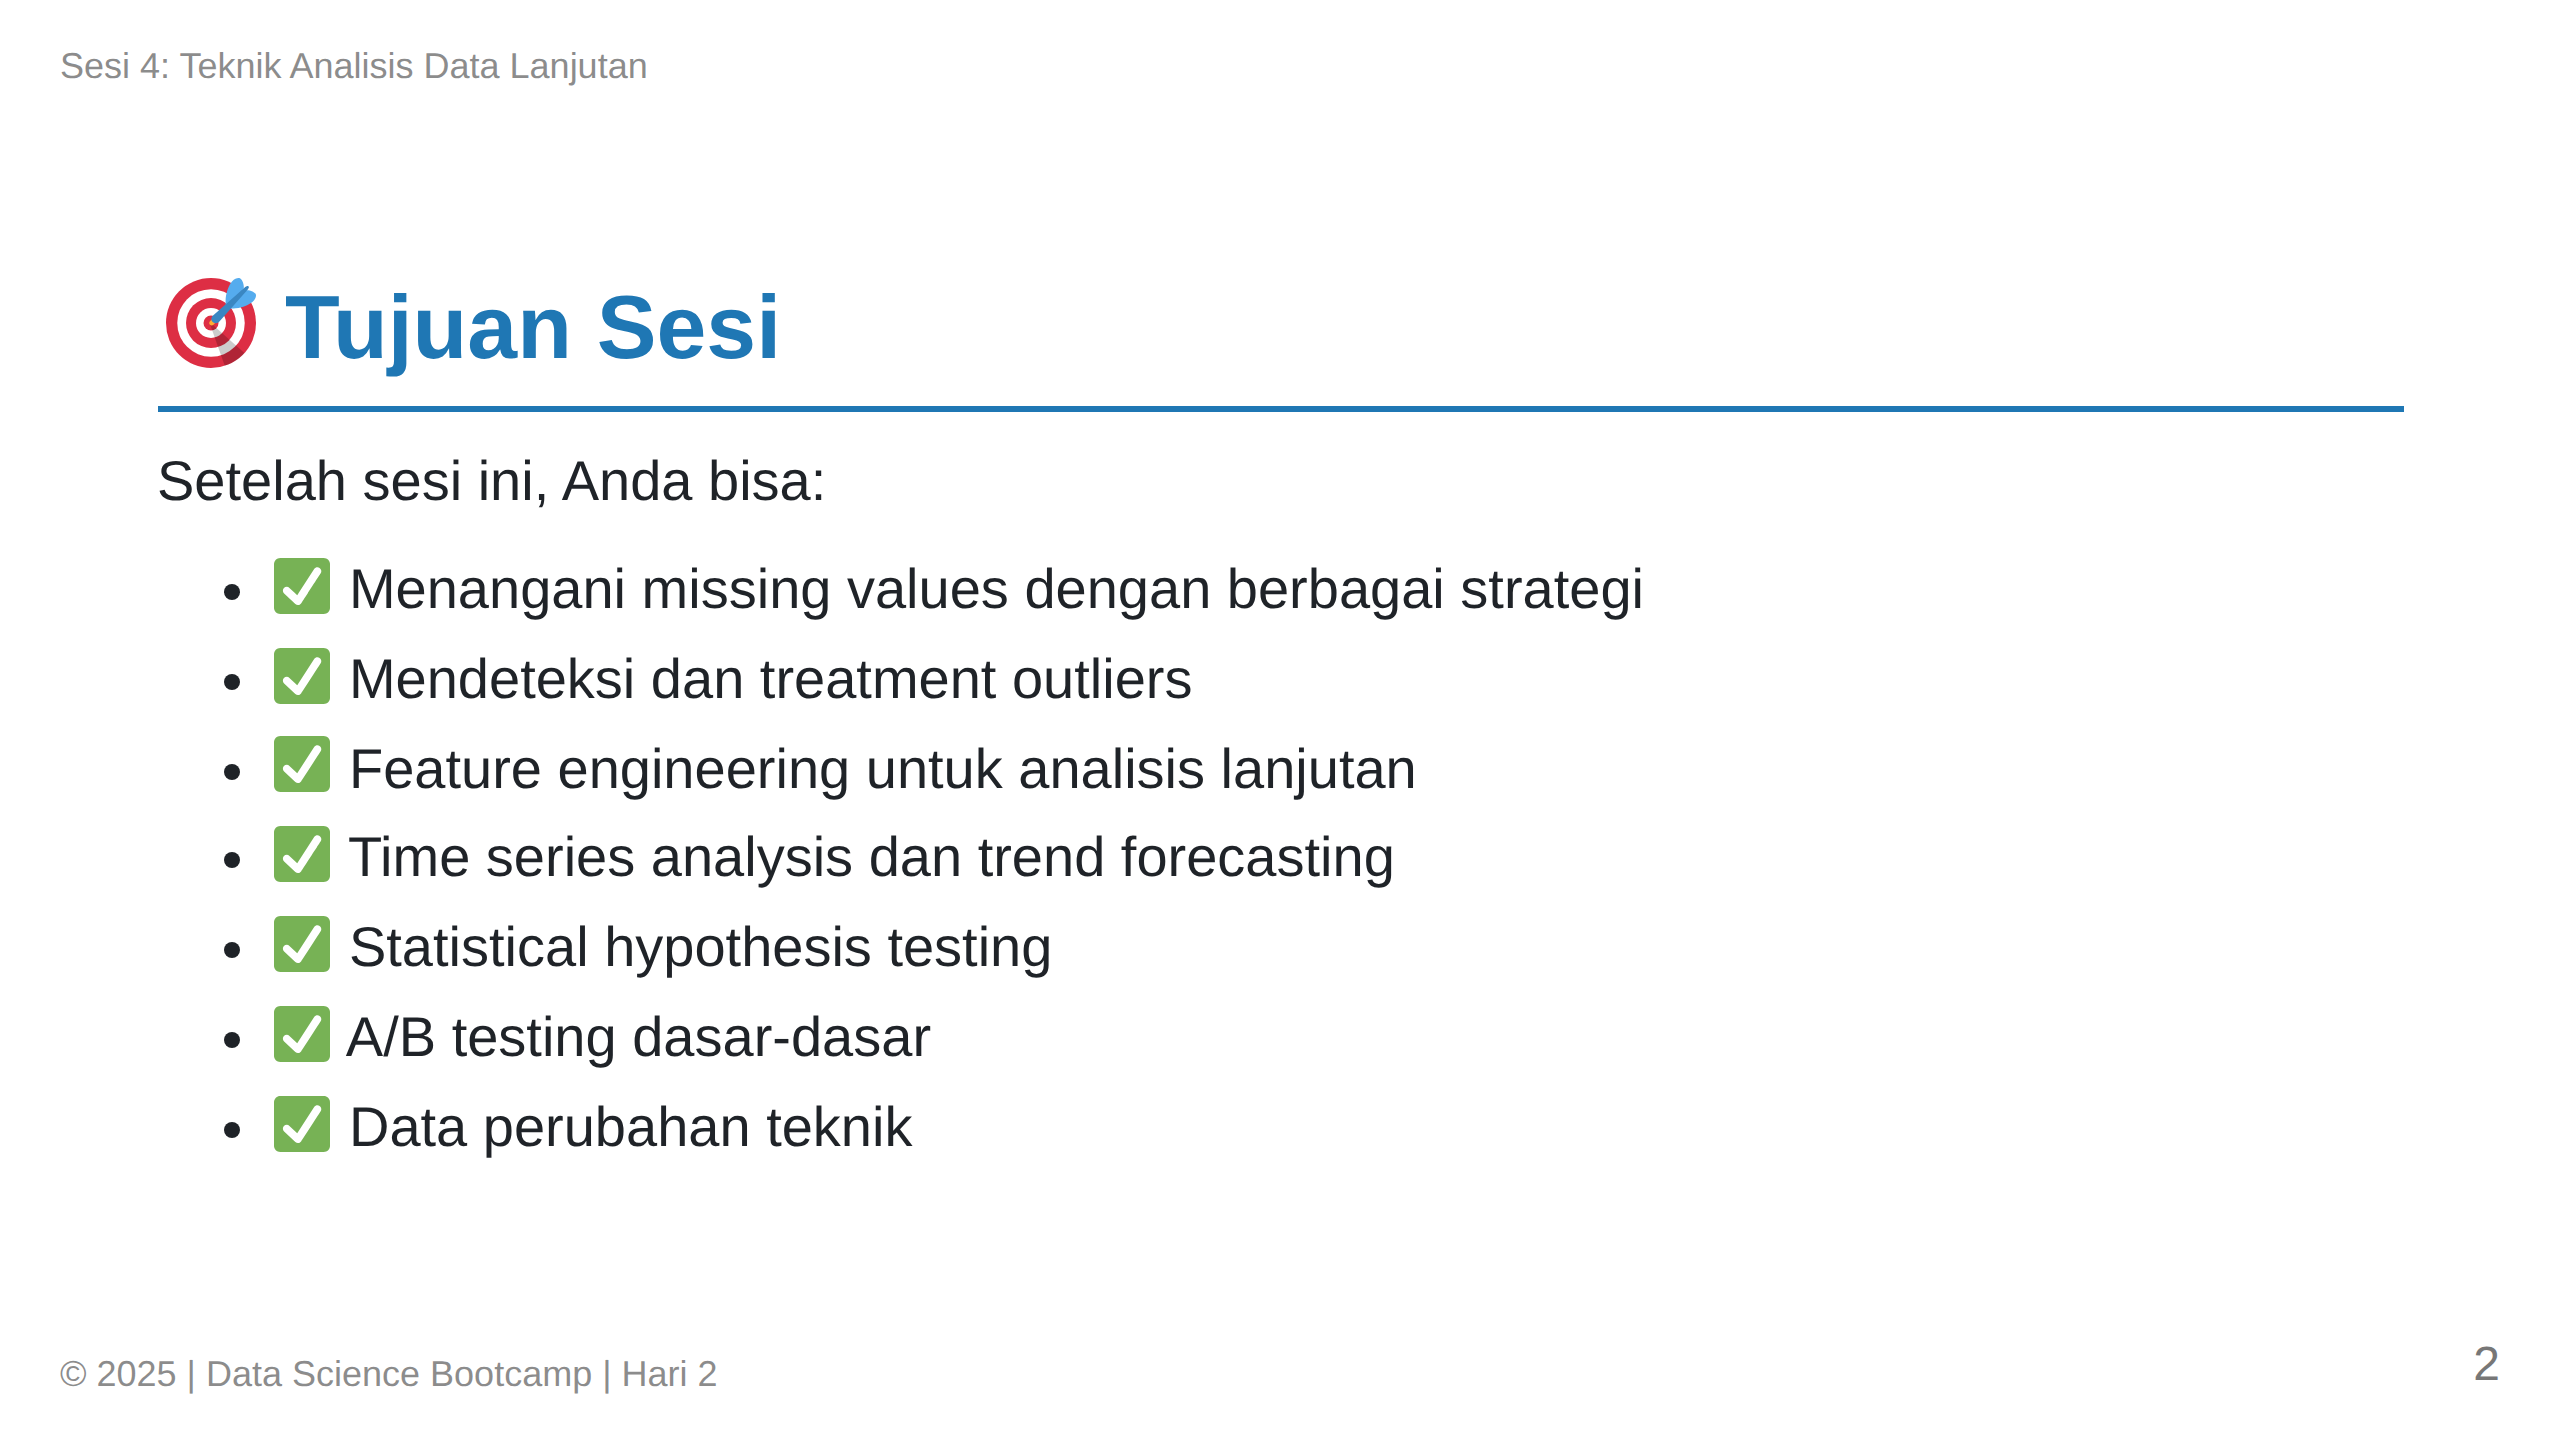 Sesi 4: Teknik Analisis Data Lanjutan
🎯 Tujuan Sesi
Setelah sesi ini, Anda bisa:
• ✅ Menangani missing values dengan berbagai strategi
• ✅ Mendeteksi dan treatment outliers
• ✅ Feature engineering untuk analisis lanjutan
• ✅ Time series analysis dan trend forecasting
• ✅ Statistical hypothesis testing
• ✅ A/B testing dasar-dasar
• ✅ Data perubahan teknik
© 2025 | Data Science Bootcamp | Hari 2
2